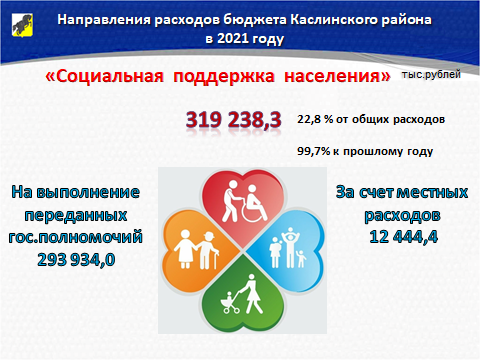 Направления расходов бюджета Каслинского района
в 2021 году
«Социальная поддержка населения» тыс.рублей
319 238,3
22,8 % от общих расходов
99,7% к прошлому году
На выполнение
переданных
гос.полномочий
293 934,0
За счет местных
расходов
12 444,4